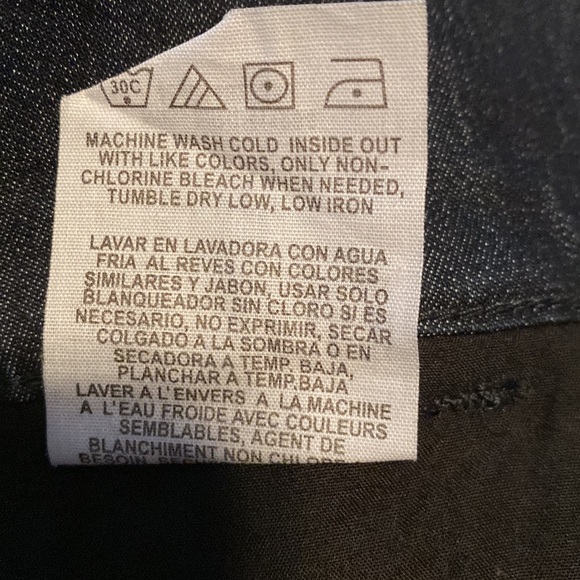 30C
MACHINE WASH COLD INSIDE OUT
WITH LIKE COLORS, ONLY NON-
CHLORINE BLEACH WHEN NEEDED,
TUMBLE DRY LOW, LOW IRON
LAVAR EN LAVADORA CON AGUA
FRIA AL REVES CON COLORES
SIMILARES Y JABON, USAR SOLO
BLANQUEADOR SIN CLORO SI ES
NECESARIO, NO EXPRIMIR, SECAR
COLGADO A LA SOMBRA O EN
SECADORA A TEMP. BAJA,
PLANCHAR A TEMP.BAJA
LAVER A L'ENVERS A LA MACHINE
A L'EAU FROIDE AVEC COULEURS
SEMBLABLES, AGENT DE
BLANCHIMENT NON CHLORE
BESOIN,